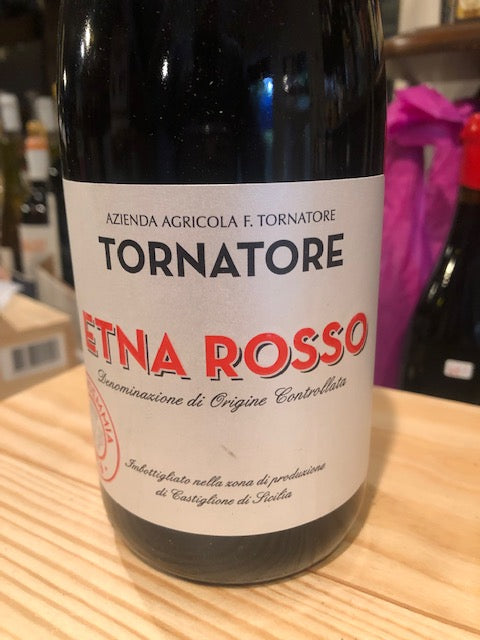 AZIENDA AGRICOLA F. TORNATORE
TORNATORE
ETNA ROSSO
Denominazione di Origine Controllata
Imbottigliato nella zona di produzione
di Castiglione di Sicilia